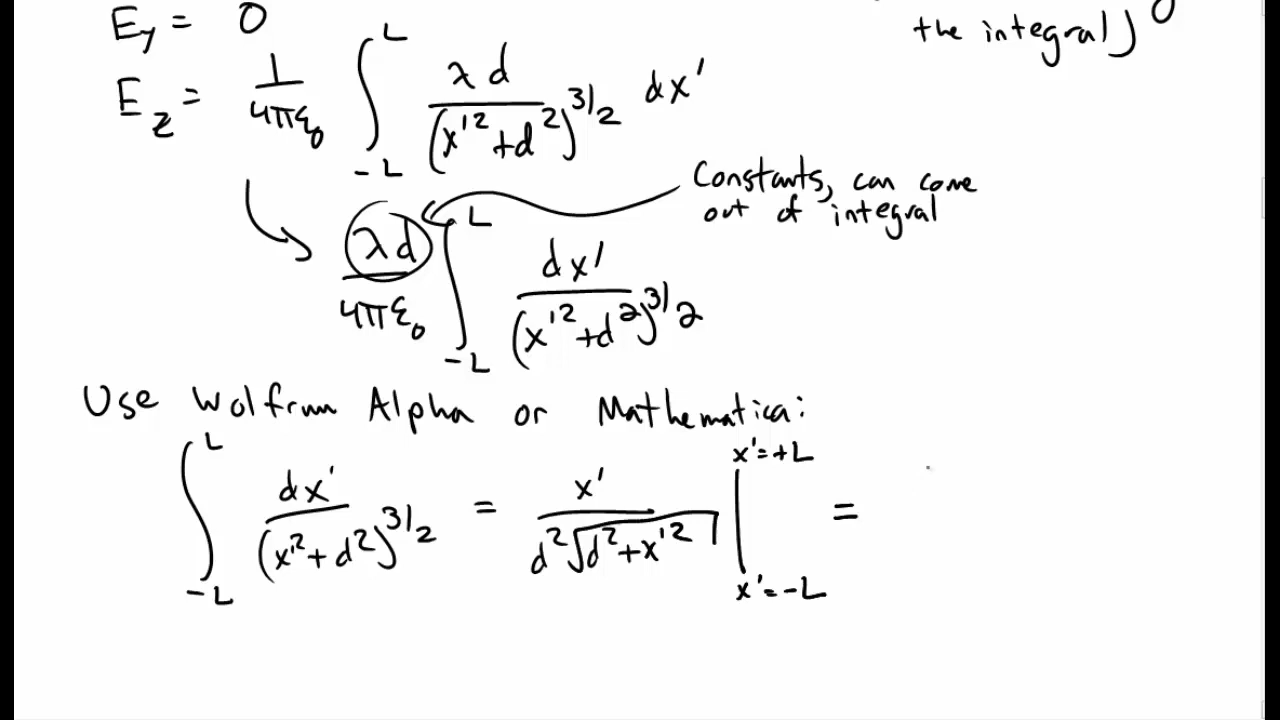 E_y = 0
the integral) 0
E_z = 1/4πε_0 ∫_{-L}^{L} λd/(x'^2+d^2)^{3/2} dx'
Constants, can come
out of integral
λd/4πε_0 ∫_{-L}^{L} dx'/(x'^2+d^2)^{3/2}
Use Wolfrum Alpha or Mathematica:
∫_{-L}^{L} dx'/(x'^2+d^2)^{3/2} = x'/d^2√(d^2+x'^2) |_{x'=-L}^{x'=+L} =